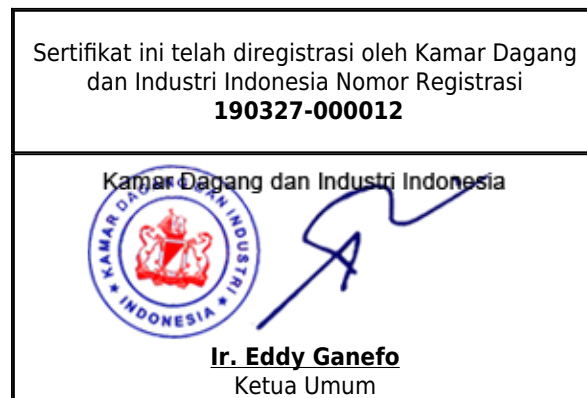 Sertifikat ini telah diregistrasi oleh Kamar Dagang
dan Industri Indonesia Nomor Registrasi
190327-000012
Kamar Dagang dan Industri Indonesia
KAMAR DAGANG DAN INDUSTRI
INDONESIA
Ir. Eddy Ganefo
Ketua Umum